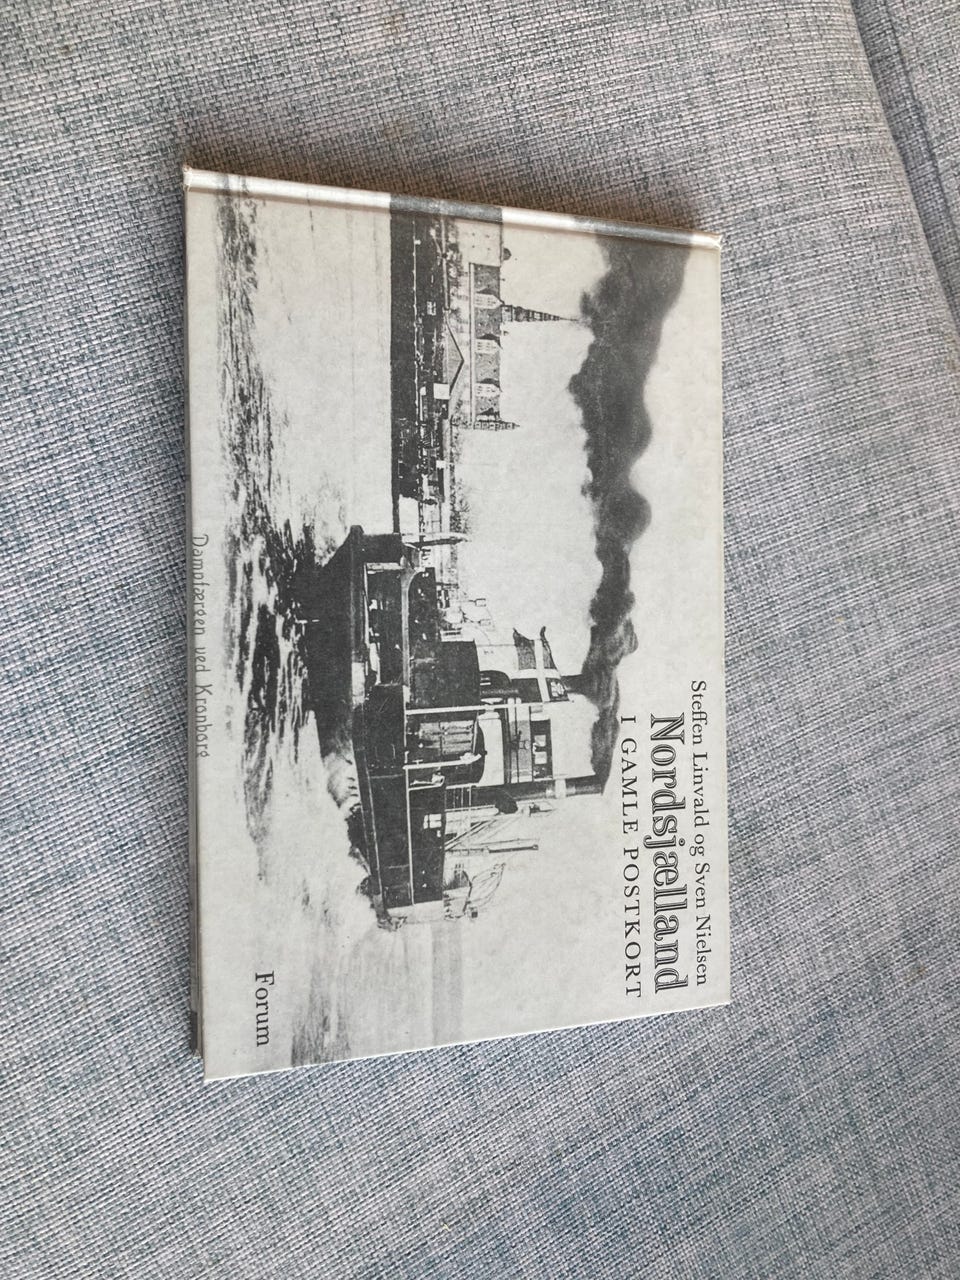 Steffen Linvald og Sven Nielsen
Nordsjælland
I GAMLE POSTKORT
Forum
Dampfærgen ved Kronborg